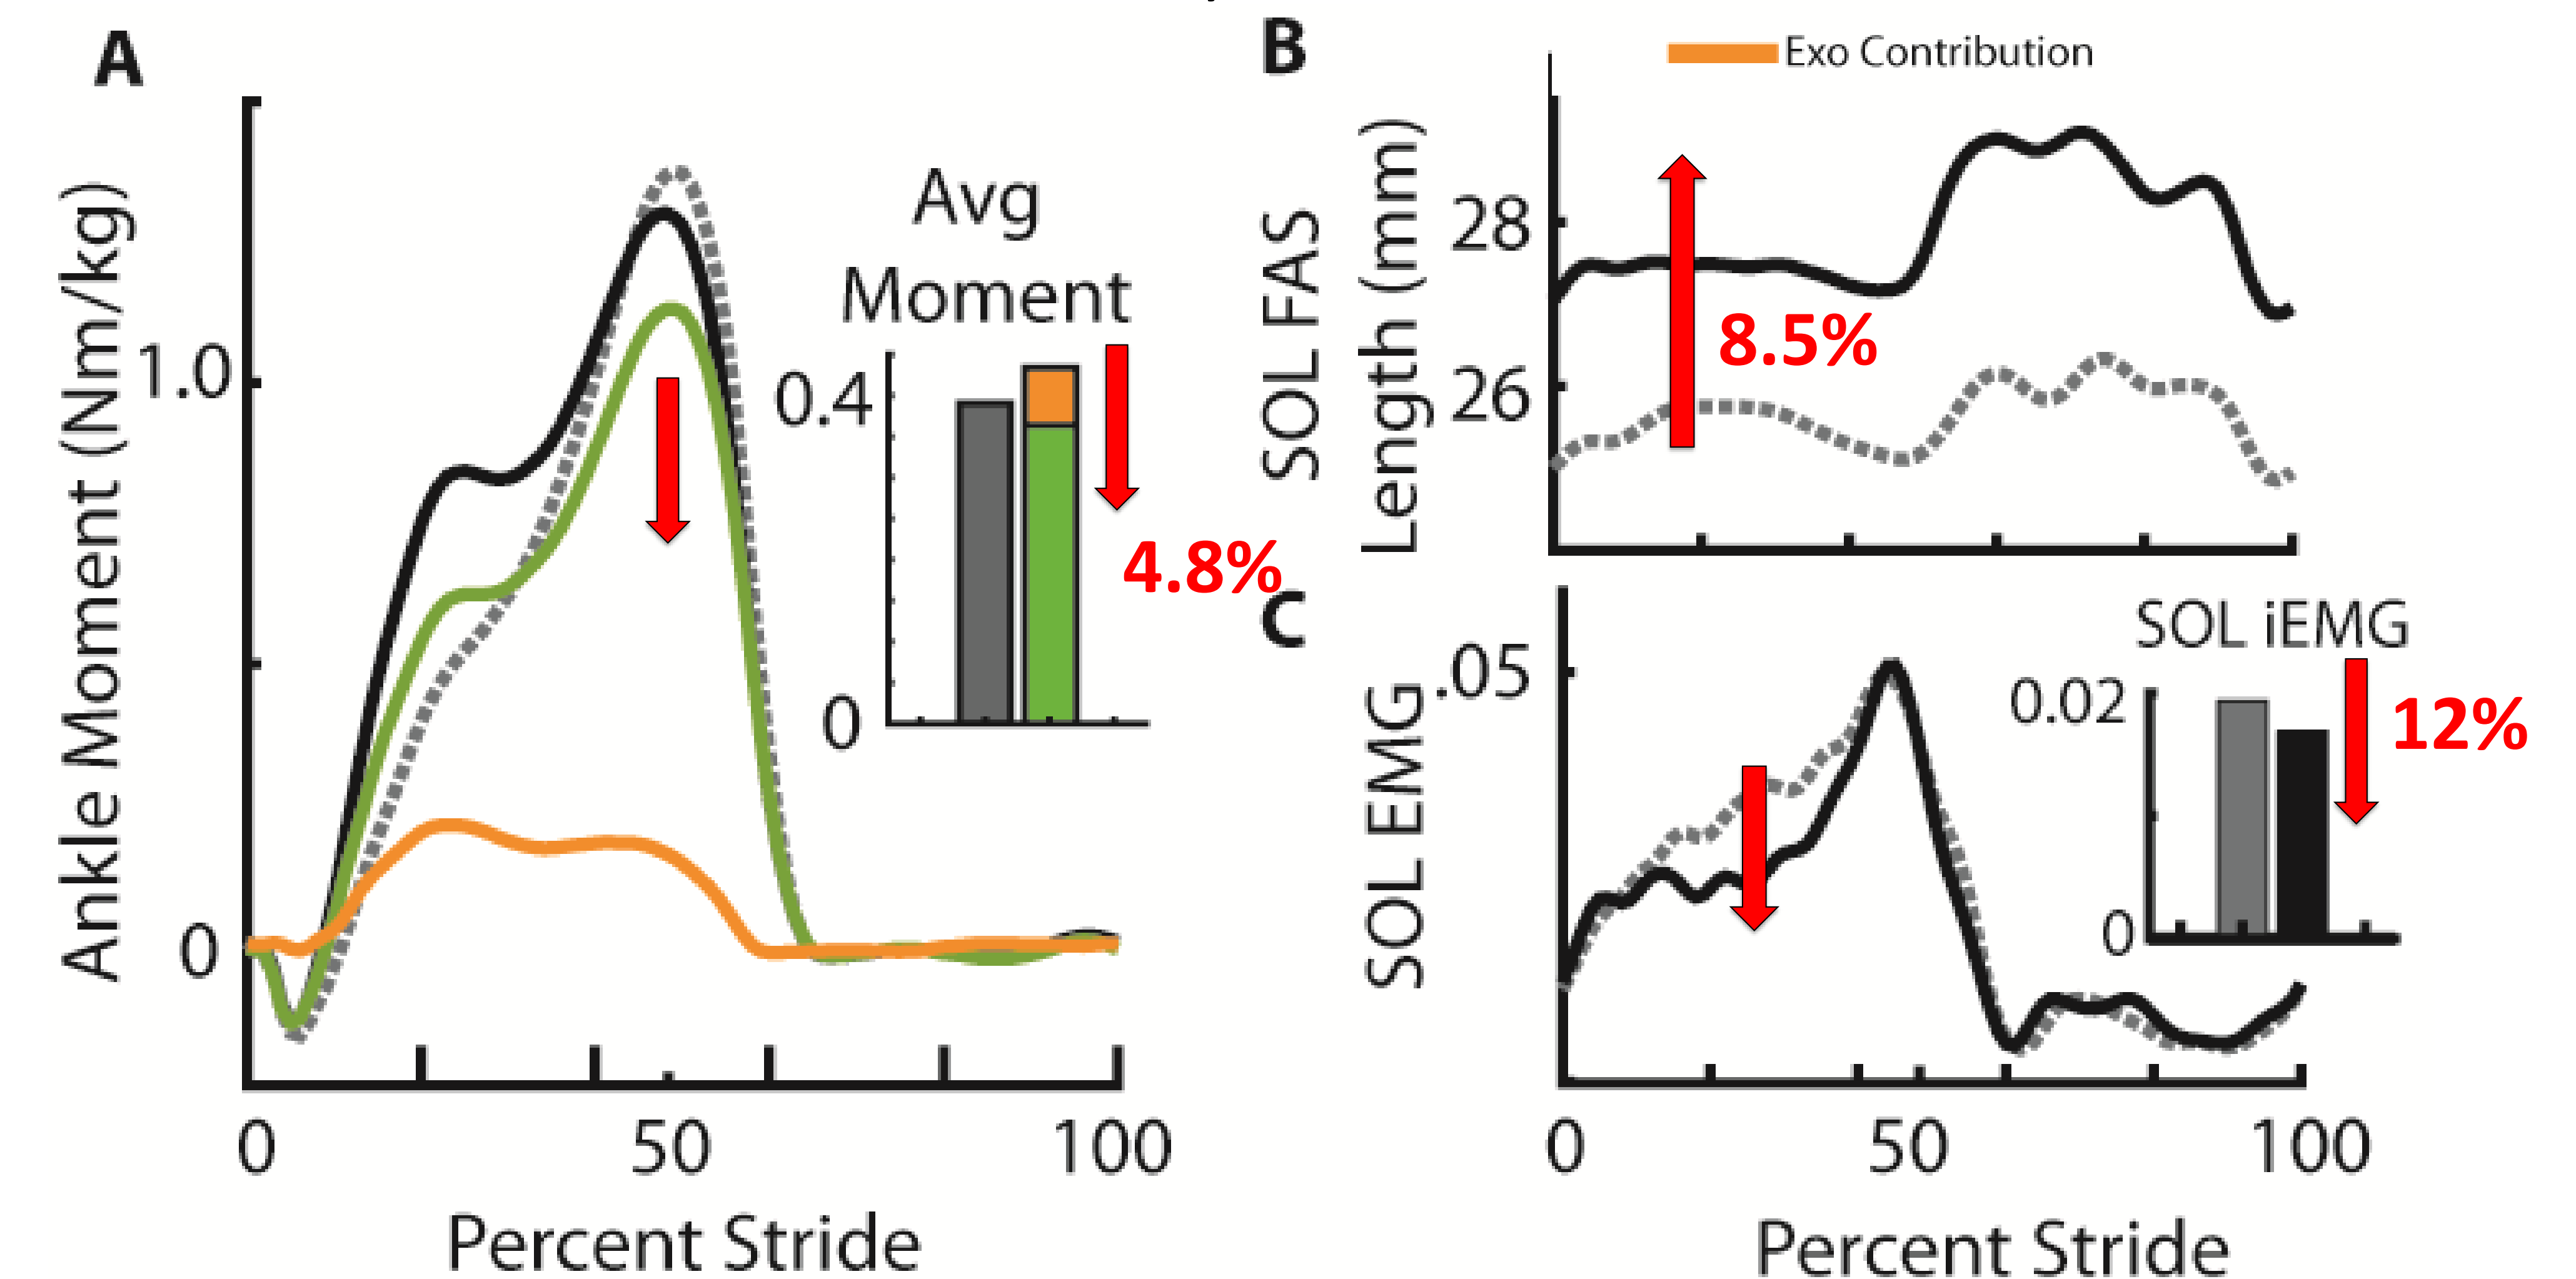 A
Ankle Moment (Nm/kg)
1.0
0
Avg
Moment
0.4
0
4.8%
0
50
100
Percent Stride
B
Exo Contribution
SOL FAS
Length (mm)
28
26
8.5%
C
SOL EMG
.05
SOL iEMG
0.02
0
12%
0
50
100
Percent Stride